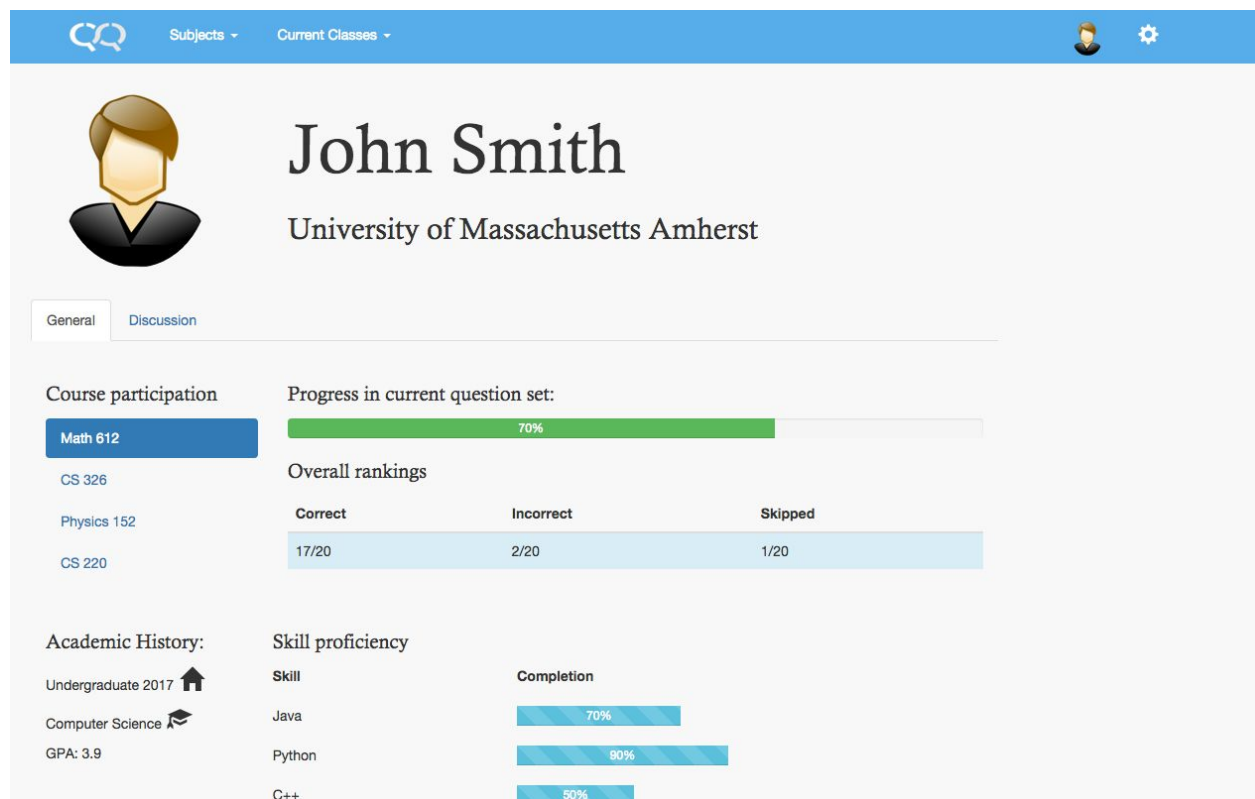 Subjects Current Classes
John Smith
University of Massachusetts Amherst
General Discussion
Course participation
Math 612
CS 326
Physics 152
CS 220
Progress in current question set:
70%
Overall rankings
Correct Incorrect Skipped
17/20 2/20 1/20
Academic History:
Undergraduate 2017
Computer Science
GPA: 3.9
Skill proficiency
Skill Completion
Java 70%
Python 90%
C++ 50%